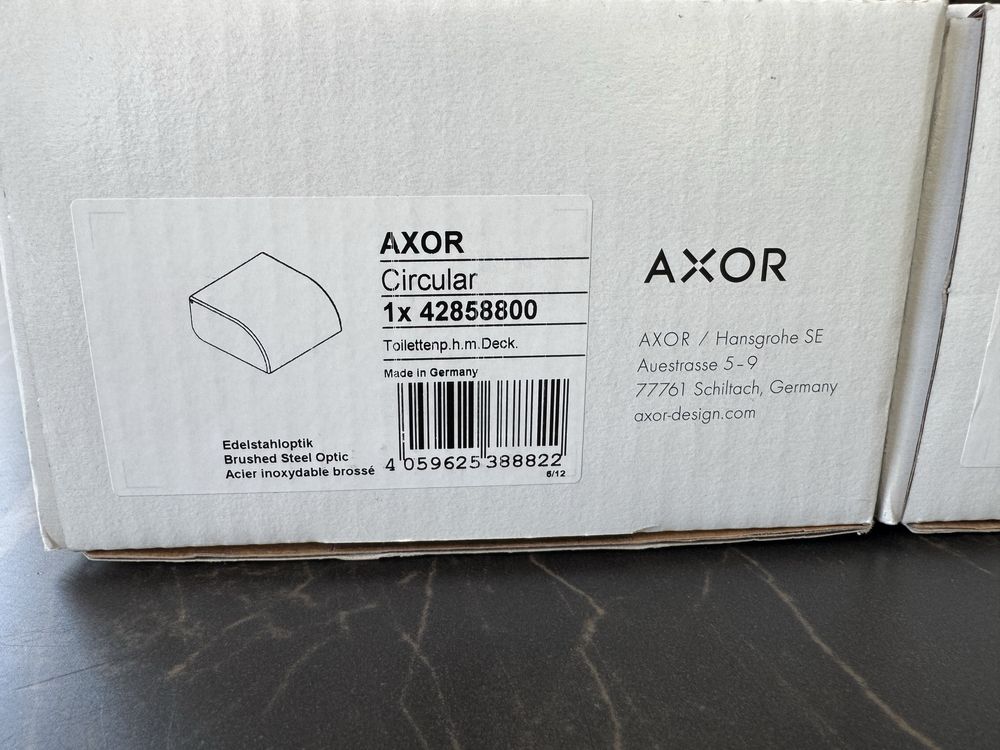 AXOR
Circular
1x 42858800
Toilettenp.h.m.Deck.
Made in Germany
Edelstahloptik
Brushed Steel Optic
Acier inoxydable brossé
4 059625 388822
6/12
AXOR
AXOR / Hansgrohe SE
Auestrasse 5-9
77761 Schiltach, Germany
axor-design.com